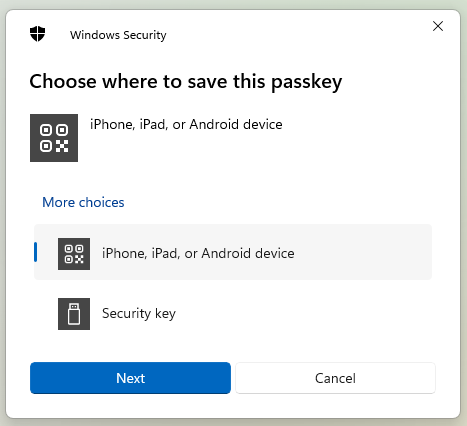 Windows Security
Choose where to save this passkey
iPhone, iPad, or Android device
More choices
iPhone, iPad, or Android device
Security key
Next
Cancel